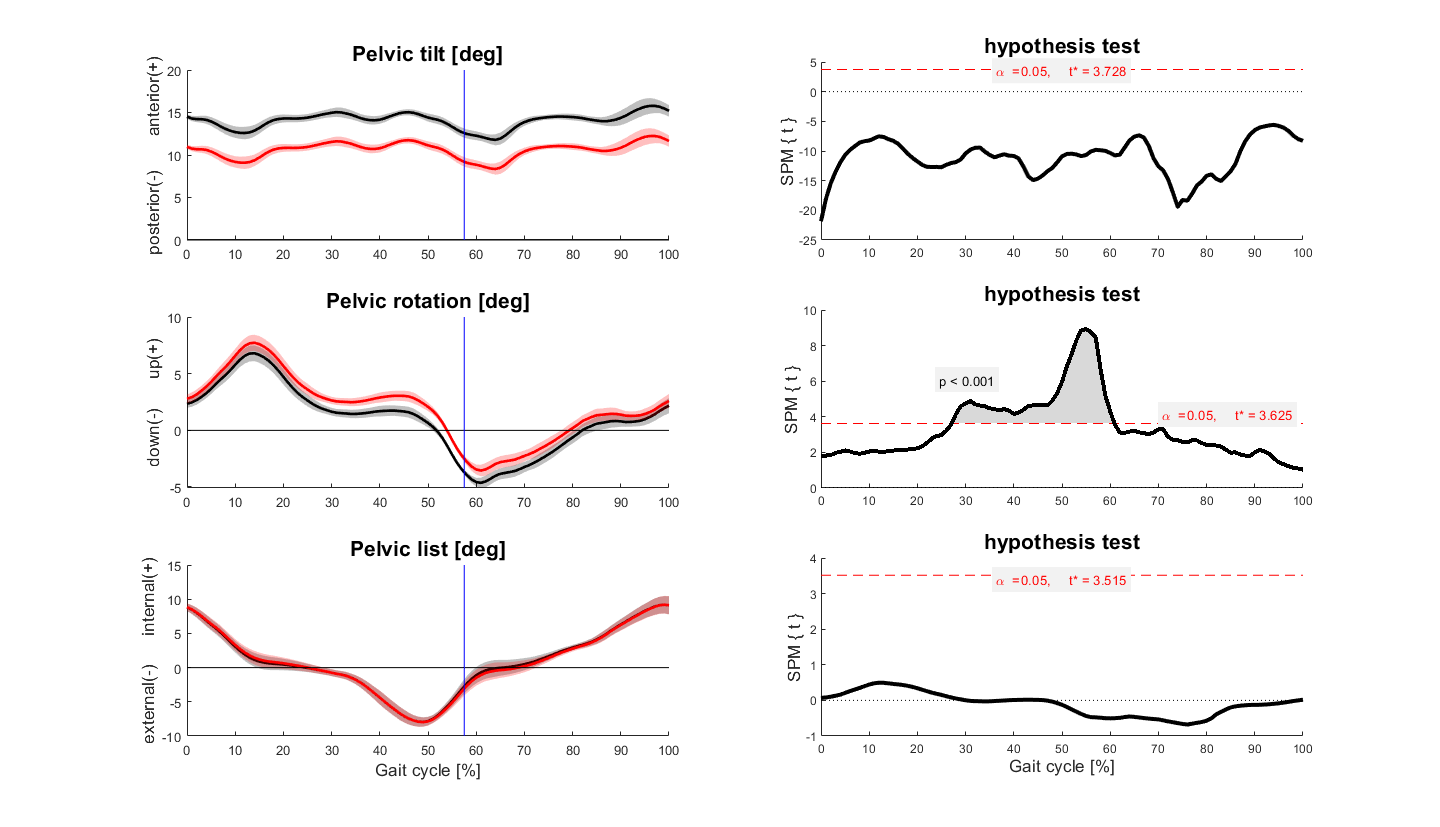 Pelvic tilt [deg]
posterior(-) anterior(+)
20
15
10
5
0
0 10 20 30 40 50 60 70 80 90 100
hypothesis test
α =0.05, t* = 3.728
SPM { t }
5
0
-5
-10
-15
-20
-25
0 10 20 30 40 50 60 70 80 90 100
Pelvic rotation [deg]
down(-) up(+)
10
5
0
-5
0 10 20 30 40 50 60 70 80 90 100
hypothesis test
p < 0.001
α =0.05, t* = 3.625
SPM { t }
10
8
6
4
2
0
0 10 20 30 40 50 60 70 80 90 100
Pelvic list [deg]
external(-) internal(+)
15
10
5
0
-5
-10
0 10 20 30 40 50 60 70 80 90 100
Gait cycle [%]
hypothesis test
α =0.05, t* = 3.515
SPM { t }
4
3
2
1
0
-1
0 10 20 30 40 50 60 70 80 90 100
Gait cycle [%]